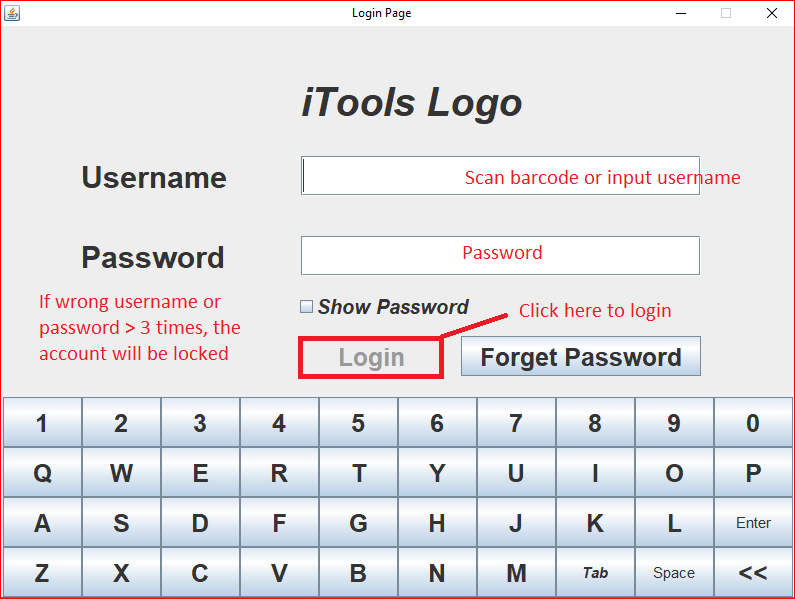 Login Page
iTools Logo
Username
Scan barcode or input username
Password
Password
If wrong username or
password > 3 times, the
account will be locked
Show Password
Click here to login
Login
Forget Password
1 2 3 4 5 6 7 8 9 0
Q W E R T Y U I O P
A S D F G H J K L Enter
Z X C V B N M Tab Space <<